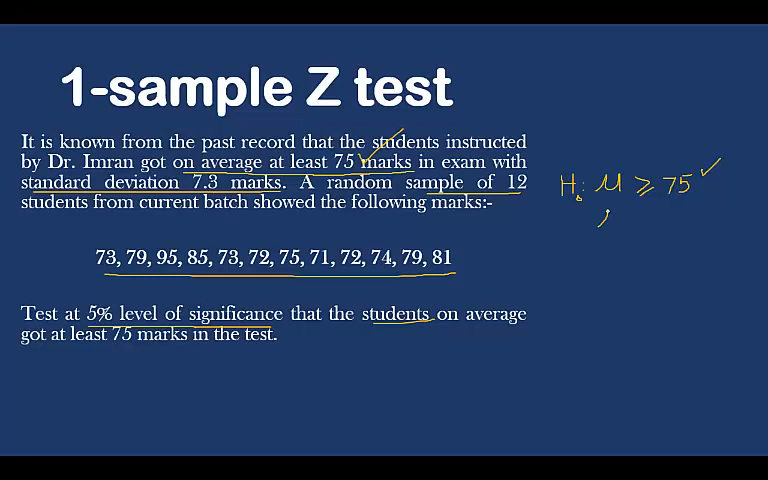 1-sample Z test
It is known from the past record that the students instructed
by Dr. Imran got on average at least 75 marks in exam with
standard deviation 7.3 marks. A random sample of 12
students from current batch showed the following marks:-
H₀: μ ⩾ 75 ✓
73, 79, 95, 85, 73, 72, 75, 71, 72, 74, 79, 81
Test at 5% level of significance that the students on average
got at least 75 marks in the test.